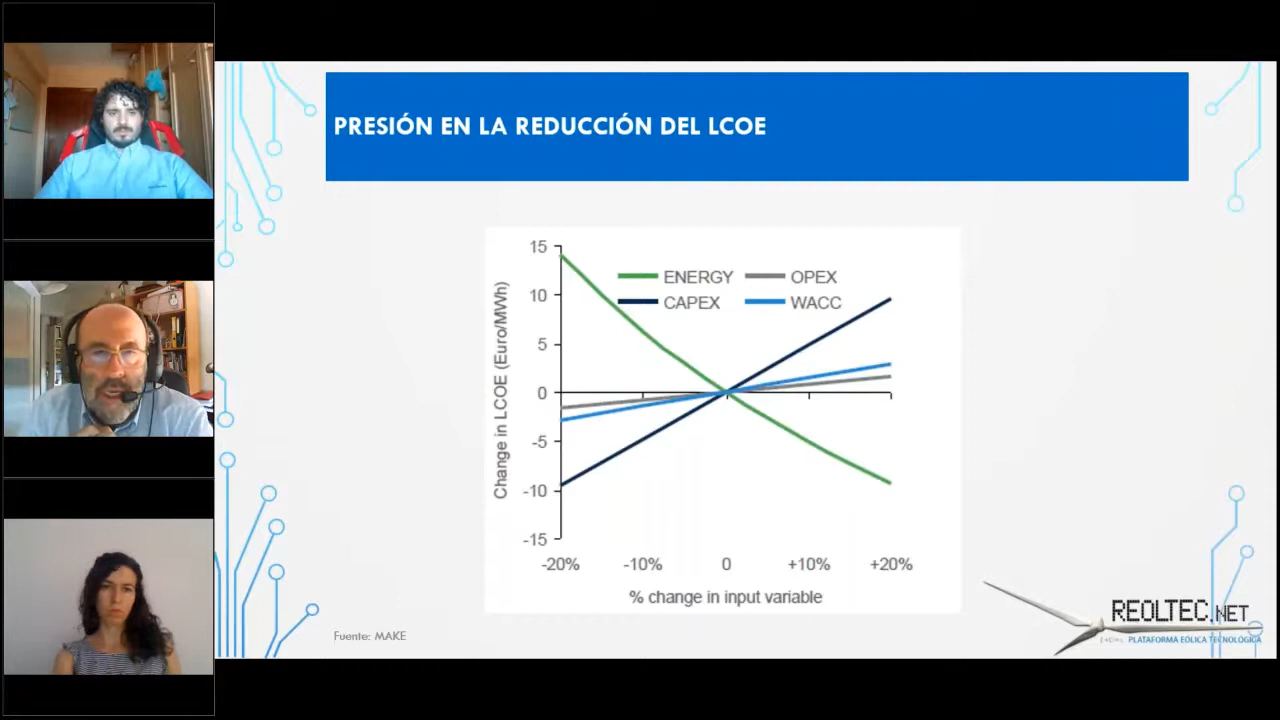 PRESIÓN EN LA REDUCCIÓN DEL LCOE
ENERGY
OPEX
CAPEX
WACC
Change in LCOE (Euro/MWh)
15
10
5
0
-5
-10
-15
-20%
-10%
0
+10%
+20%
% change in input variable
Fuente: MAKE
REOLTEC.NET
PLATAFORMA EÓLICA TECNOLÓGICA